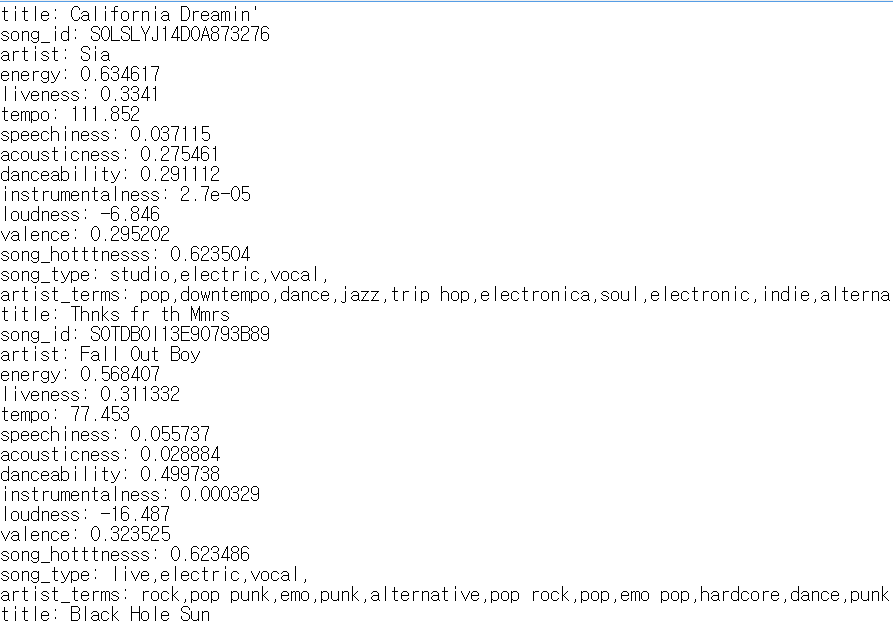 title: California Dreamin'
song_id: SOLSLYJ14D0A873276
artist: Sia
energy: 0.634617
liveness: 0.3341
tempo: 111.852
speechiness: 0.037115
acousticness: 0.275461
danceability: 0.291112
instrumentalness: 2.7e-05
loudness: -6.846
valence: 0.295202
song_hotttnesss: 0.623504
song_type: studio,electric,vocal,
artist_terms: pop,downtempo,dance,jazz,trip hop,electronica,soul,electronic,indie,alterna
title: Thnks fr th Mmrs
song_id: SOTDBOI13E90793B89
artist: Fall Out Boy
energy: 0.568407
liveness: 0.311332
tempo: 77.453
speechiness: 0.055737
acousticness: 0.028884
danceability: 0.499738
instrumentalness: 0.000329
loudness: -16.487
valence: 0.323525
song_hotttnesss: 0.623486
song_type: live,electric,vocal,
artist_terms: rock,pop punk,emo,punk,alternative,pop rock,pop,emo pop,hardcore,dance,punk
title: Black Hole Sun